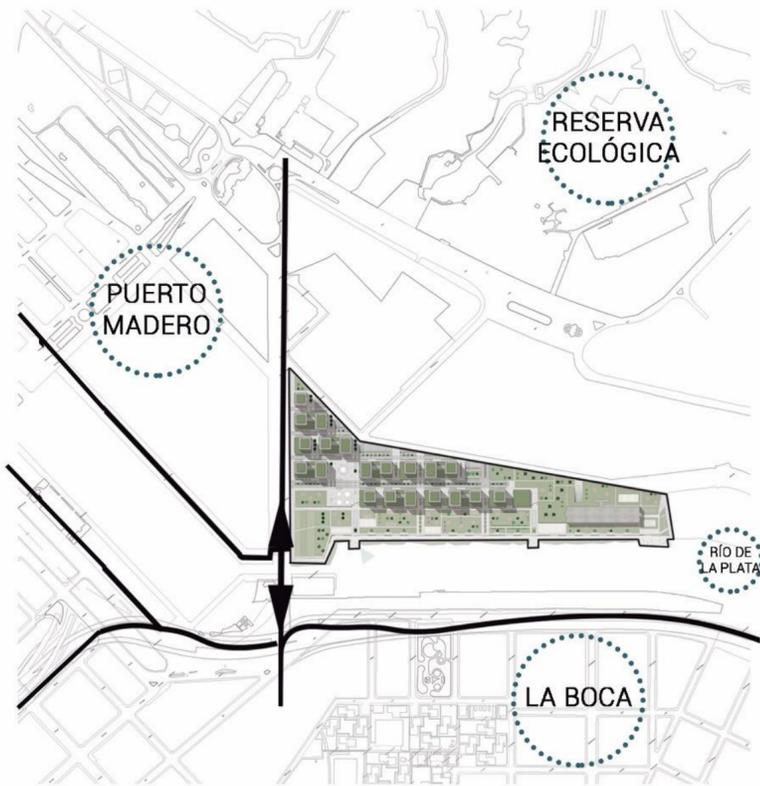 RESERVA
ECOLÓGICA
PUERTO
MADERO
RÍO DE
LA PLATA
LA BOCA